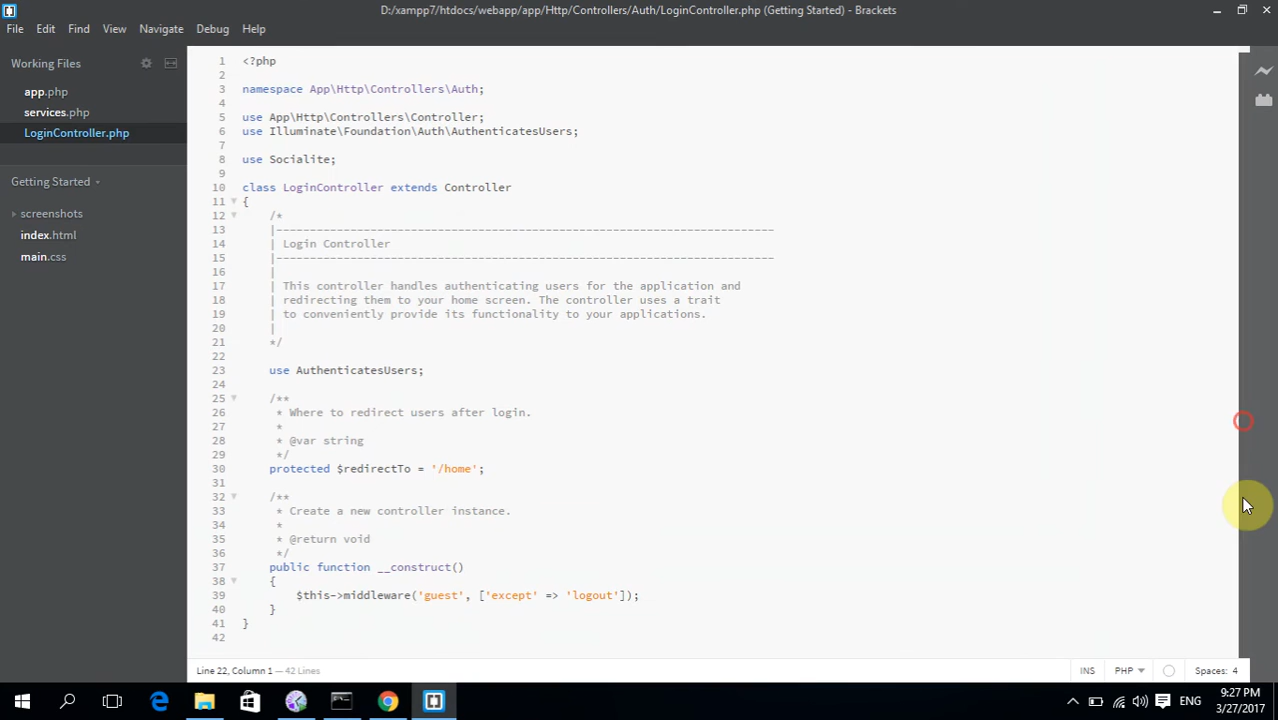 D:/xampp7/htdocs/webapp/app/Http/Controllers/Auth/LoginController.php (Getting Started) - Brackets
File Edit Find View Navigate Debug Help
Working Files
app.php
services.php
LoginController.php
Getting Started
screenshots
index.html
main.css
1 <?php
2
3 namespace App\Http\Controllers\Auth;
4
5 use App\Http\Controllers\Controller;
6 use Illuminate\Foundation\Auth\AuthenticatesUsers;
7
8 use Socialite;
9
10 class LoginController extends Controller
11 {
12 /*
13 |--------------------------------------------------------------------------
14 | Login Controller
15 |--------------------------------------------------------------------------
16 |
17 | This controller handles authenticating users for the application and
18 | redirecting them to your home screen. The controller uses a trait
19 | to conveniently provide its functionality to your applications.
20 |
21 */
22
23 use AuthenticatesUsers;
24
25 /**
26 * Where to redirect users after login.
27 *
28 * @var string
29 */
30 protected $redirectTo = '/home';
31
32 /**
33 * Create a new controller instance.
34 *
35 * @return void
36 */
37 public function __construct()
38 {
39 $this->middleware('guest', ['except' => 'logout']);
40 }
41 }
42
Line 22, Column 1 — 42 Lines
INS PHP Spaces: 4
ENG
9:27 PM
3/27/2017